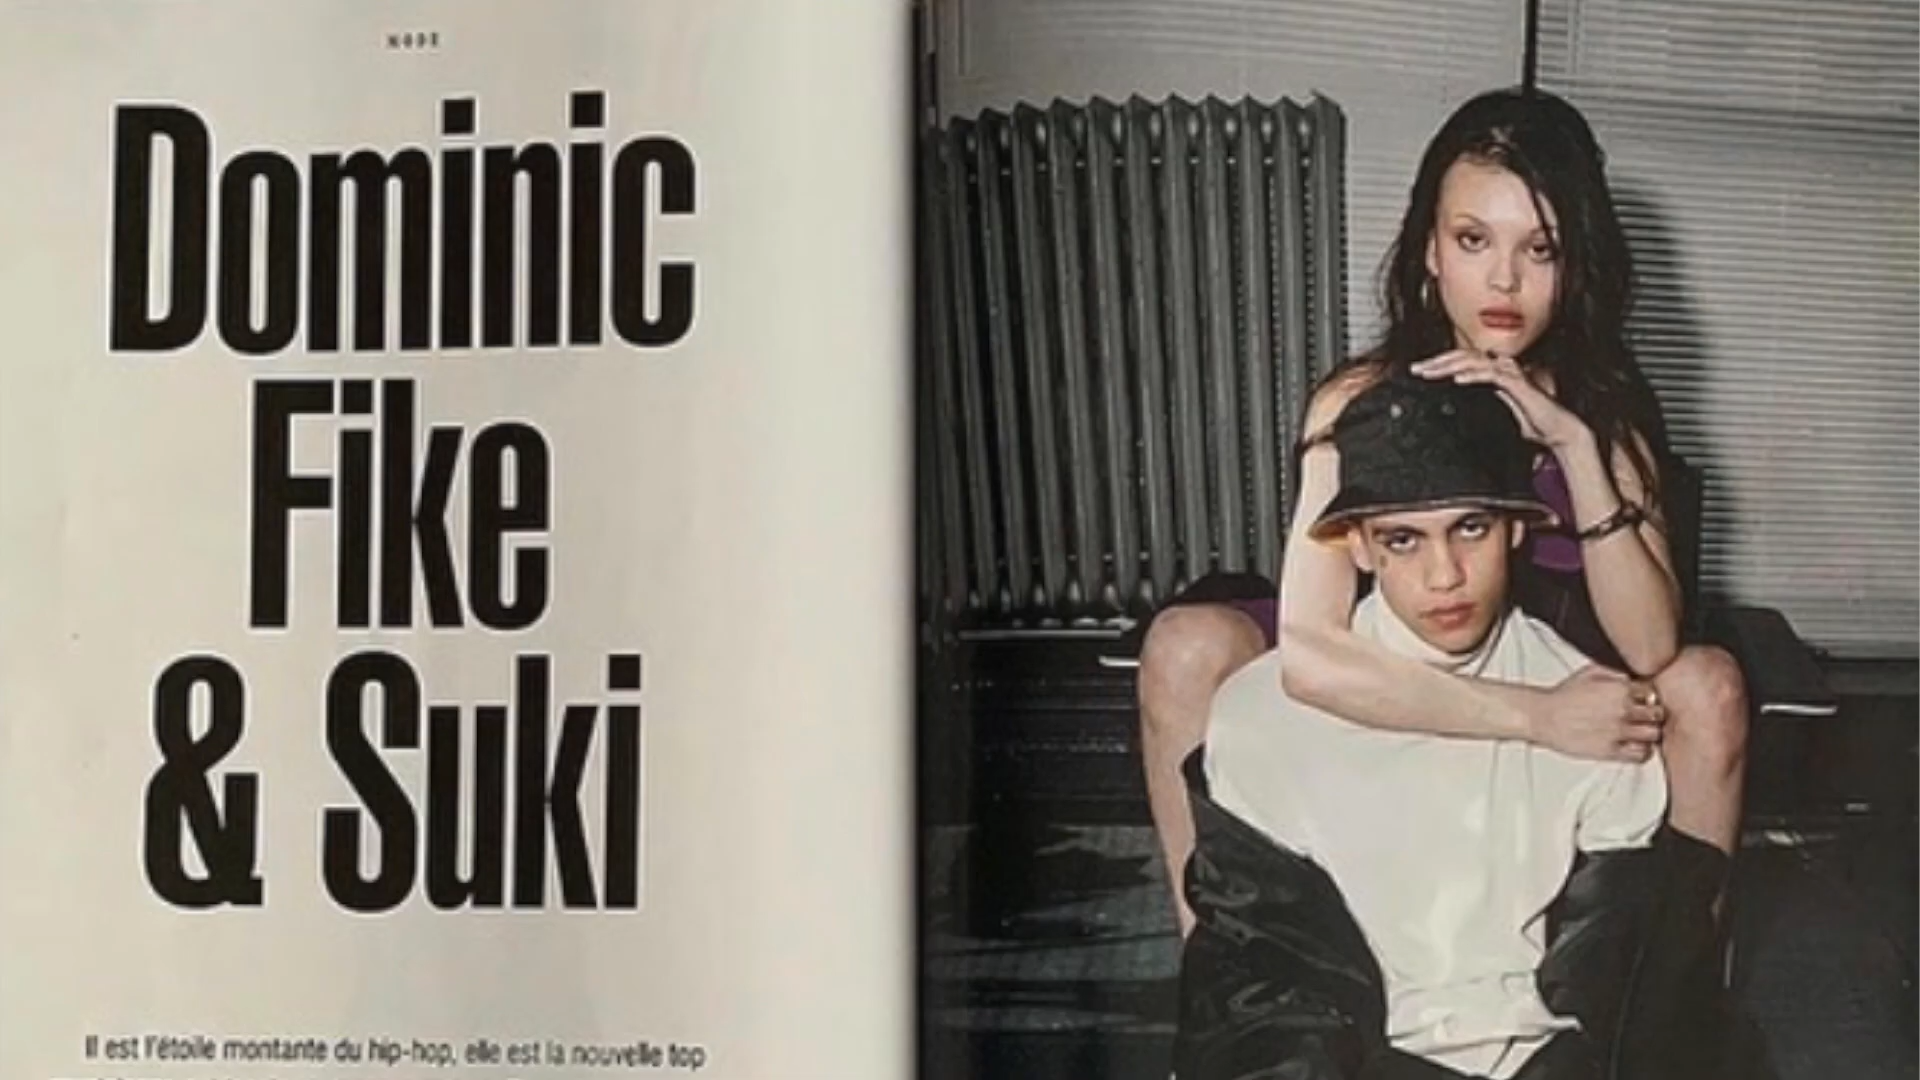 MODE
Dominic
Fike
& Suki
Il est l'étoile montante du hip-hop, elle est la nouvelle top